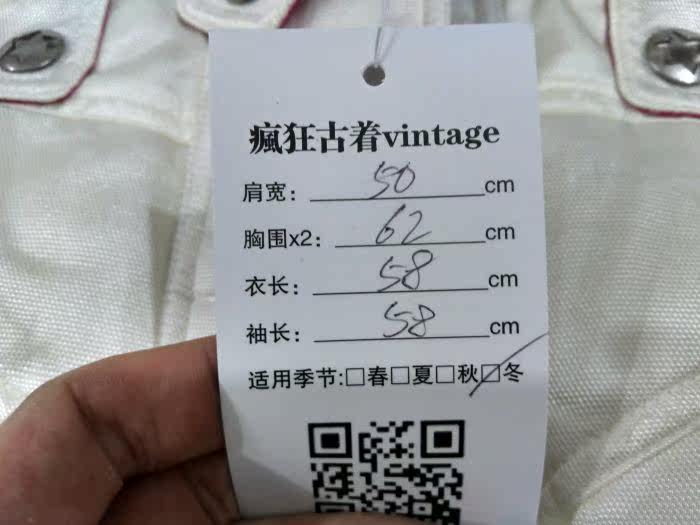 瘋狂古着vintage
肩宽：50cm
胸围x2：62cm
衣长：58cm
袖长：58cm
适用季节:□春□夏□秋☑冬